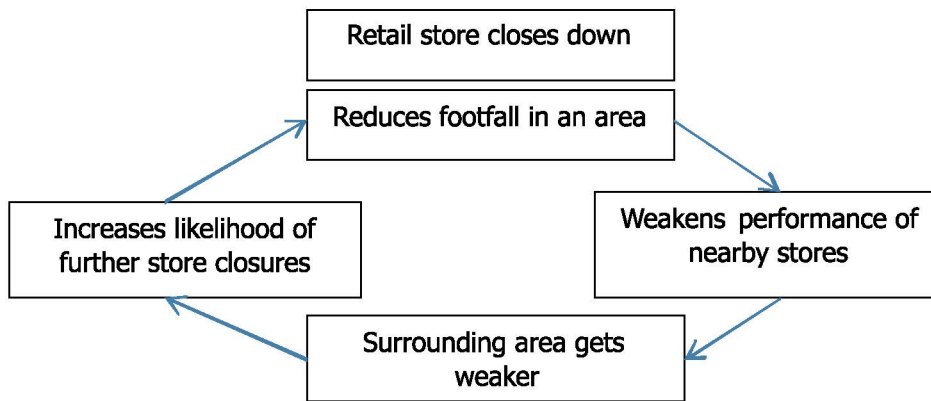 Retail store closes down
Reduces footfall in an area
Weakens performance of
nearby stores
Surrounding area gets
weaker
Increases likelihood of
further store closures